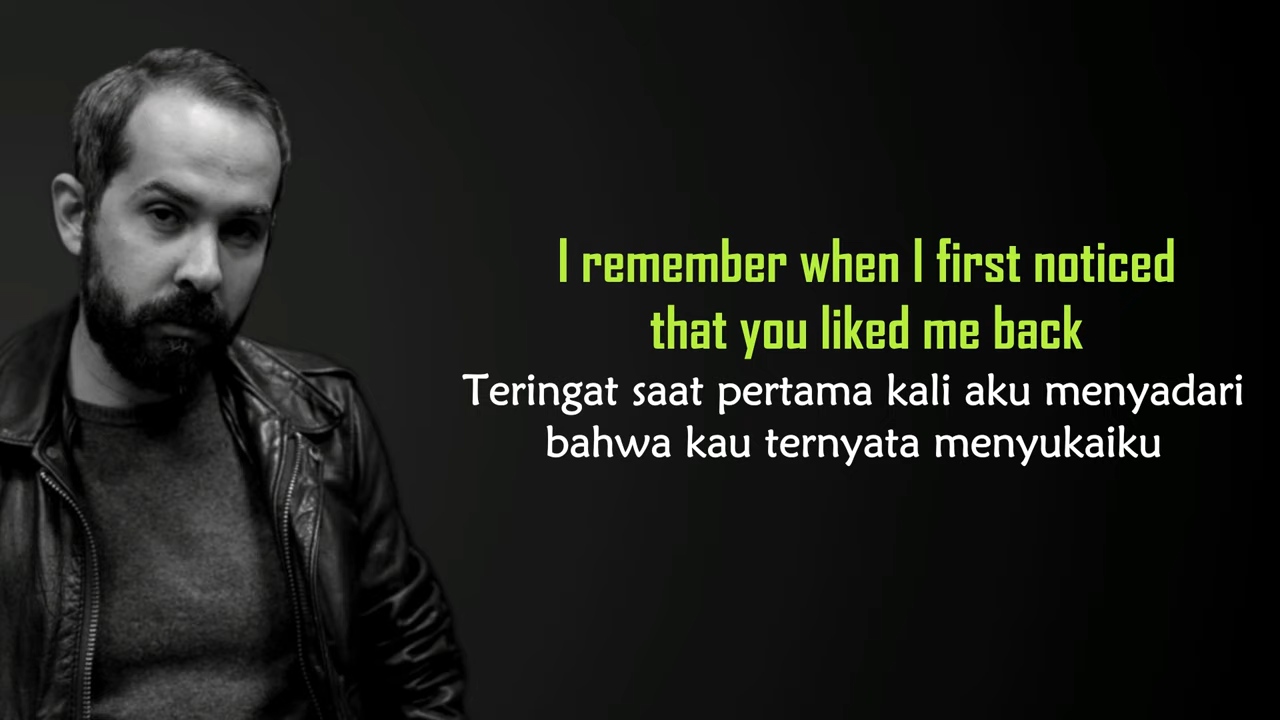 I remember when I first noticed
that you liked me back
Teringat saat pertama kali aku menyadari
bahwa kau ternyata menyukaiku